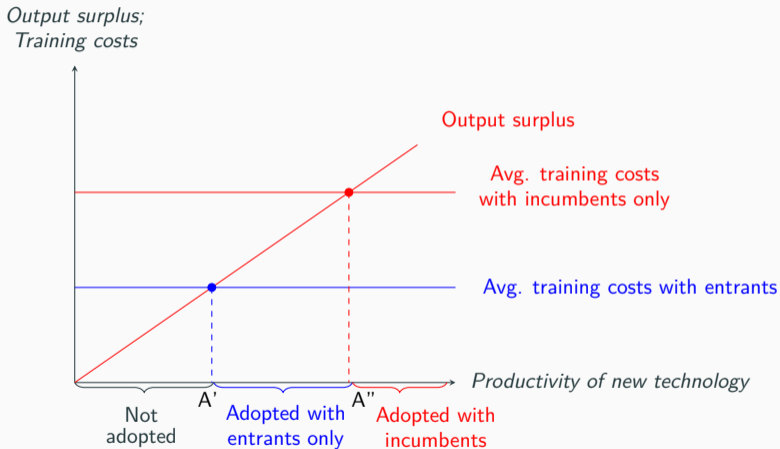 Output surplus;
Training costs
Output surplus
Avg. training costs
with incumbents only
Avg. training costs with entrants
Productivity of new technology
A'
A"
Not
adopted
Adopted with
entrants only
Adopted with
incumbents